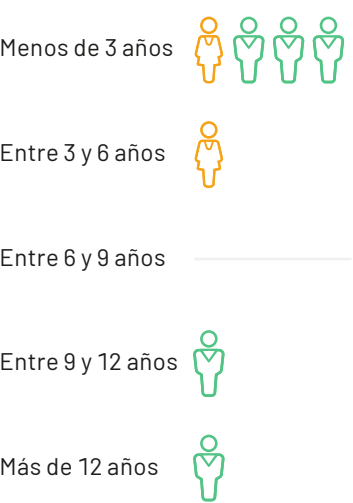 Menos de 3 años
Entre 3 y 6 años
Entre 6 y 9 años
Entre 9 y 12 años
Más de 12 años